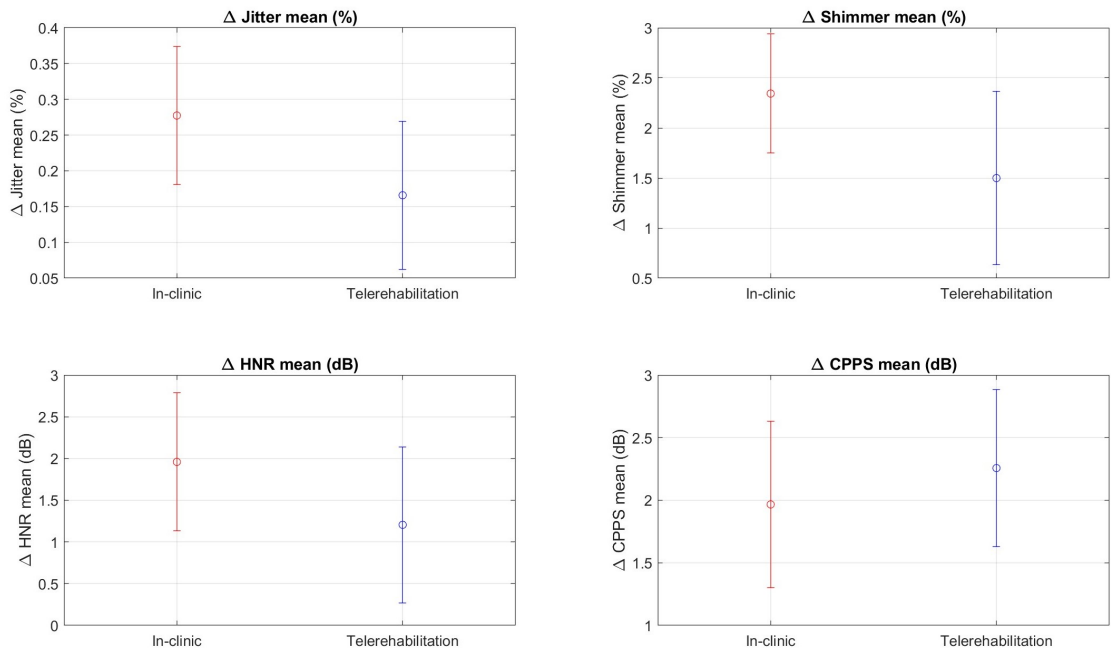 Δ Jitter mean (%)
Δ Jitter mean (%)
0.4
0.35
0.3
0.25
0.2
0.15
0.1
0.05
In-clinic
Telerehabilitation
Δ Shimmer mean (%)
Δ Shimmer mean (%)
3
2.5
2
1.5
1
0.5
In-clinic
Telerehabilitation
Δ HNR mean (dB)
Δ HNR mean (dB)
3
2.5
2
1.5
1
0.5
0
In-clinic
Telerehabilitation
Δ CPPS mean (dB)
Δ CPPS mean (dB)
3
2.5
2
1.5
1
In-clinic
Telerehabilitation